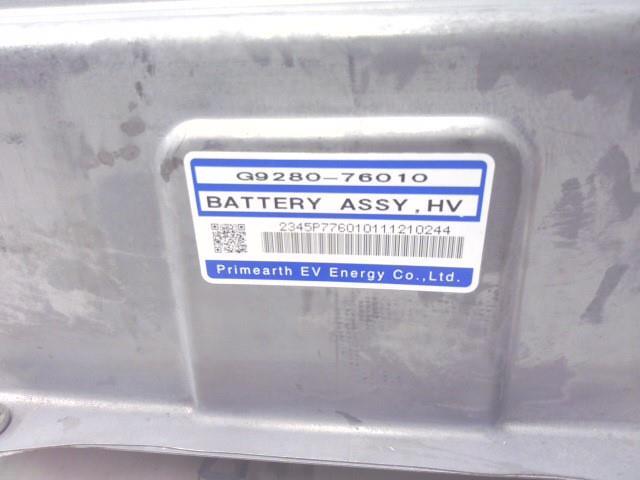 G9280-76010
BATTERY ASSY,HV
2345P776010111210244
Primearth EV Energy Co.,Ltd.